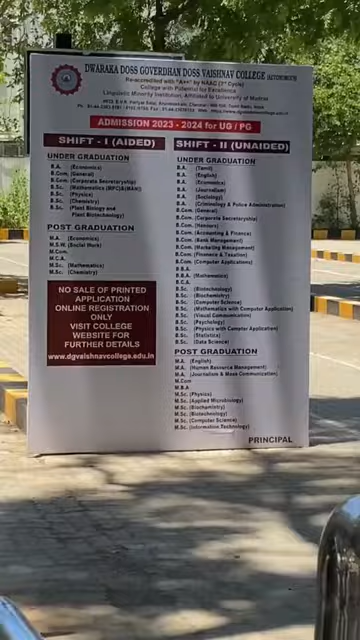 DWARAKA DOSS GOVERDHAN DOSS VAISHNAV COLLEGE (AUTONOMOUS)
Re-accredited with "A++" by NAAC (3rd Cycle)
College with Potential for Excellence
Linguistic Minority Institution, Affiliated to University of Madras
ADMISSION 2023 - 2024 for UG / PG
SHIFT - I (AIDED)
UNDER GRADUATION
B.A. (Economics)
B.Com. (General)
B.Com. (Corporate Secretaryship)
B.Sc. (Mathematics)
B.Sc. (Physics)
B.Sc. (Chemistry)
B.Sc. (Plant Biology and
Plant Biotechnology)
POST GRADUATION
M.A. (Economics)
M.S.W. (Social Work)
M.Com.
M.C.A.
M.Sc. (Mathematics)
M.Sc. (Chemistry)
NO SALE OF PRINTED
APPLICATION
ONLINE REGISTRATION
ONLY
VISIT COLLEGE
WEBSITE FOR
FURTHER DETAILS
www.dgvaishnavcollege.edu.in
SHIFT - II (UNAIDED)
UNDER GRADUATION
B.A. (Tamil)
B.A. (English)
B.A. (Economics)
B.A. (Journalism)
B.A. (Sociology)
B.A. (Criminology & Police Administration)
B.Com. (General)
B.Com. (Corporate Secretaryship)
B.Com. (Honours)
B.Com. (Accounting & Finance)
B.Com. (Bank Management)
B.Com. (Marketing Management)
B.Com. (Finance & Taxation)
B.Com. (Computer Applications)
B.B.A.
B.B.A.
B.C.A.
B.Sc. (Biotechnology)
B.Sc. (Biochemistry)
B.Sc. (Computer Science)
B.Sc. (Mathematics with Computer Application)
B.Sc. (Visual Communication)
B.Sc. (Psychology)
B.Sc. (Physics with Computer Application)
B.Sc. (Statistics)
B.Sc. (Data Science)
POST GRADUATION
M.A. (English)
M.A. (Human Resource Management)
M.A. (Journalism & Mass Communication)
M.Com
M.B.A
M.Sc. (Physics)
M.Sc. (Applied Microbiology)
M.Sc. (Biochemistry)
M.Sc. (Biotechnology)
M.Sc. (Computer Science)
M.Sc. (Information Technology)
PRINCIPAL